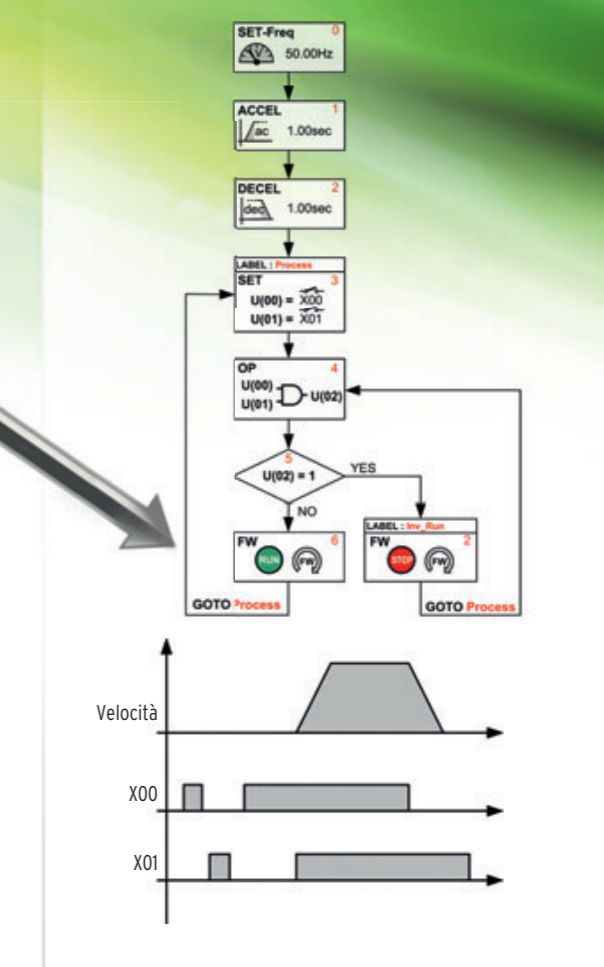 SET-Freq 0
50.00Hz
ACCEL 1
ac 1.00sec
DECEL 2
dec 1.00sec
LABEL : Process
SET 3
U(00) = X00
U(01) = X01
OP 4
U(00)
U(01)
U(02)
5
U(02) = 1
YES
NO
FW 6
RUN FW
GOTO Process
LABEL : Inv_Run
FW 2
STOP FW
GOTO Process
Velocità
X00
X01